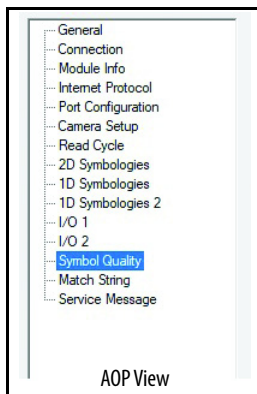 General
Connection
Module Info
Internet Protocol
Port Configuration
Camera Setup
Read Cycle
2D Symbologies
1D Symbologies
1D Symbologies 2
I/O 1
I/O 2
Symbol Quality
Match String
Service Message
AOP View